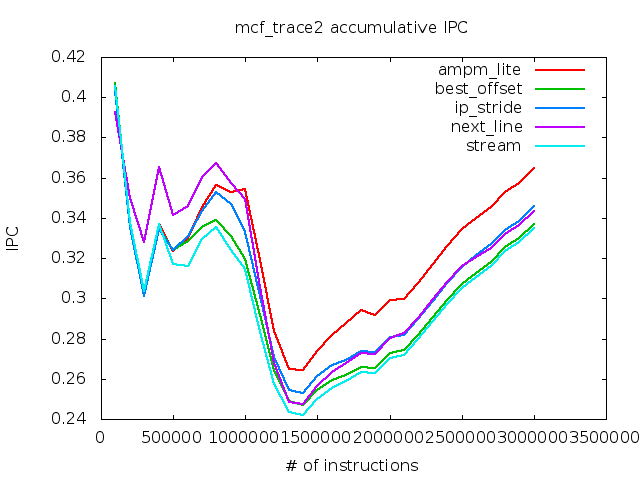 mcf_trace2 accumulative IPC
0.42
0.4
0.38
0.36
0.34
0.32
0.3
0.28
0.26
0.24
IPC
ampm_lite
best_offset
ip_stride
next_line
stream
0 500000 1000000 1500000 2000000 2500000 3000000 3500000
# of instructions